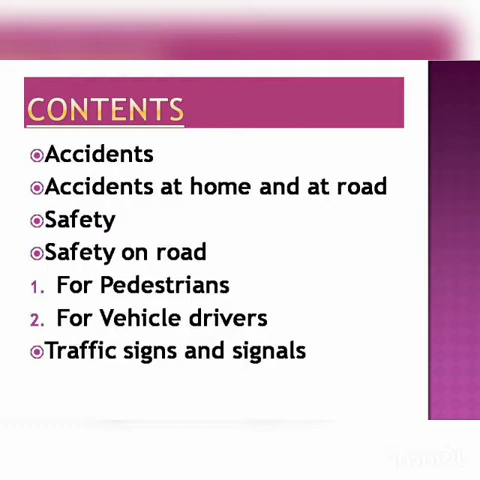 CONTENTS
Accidents
Accidents at home and at road
Safety
Safety on road
1. For Pedestrians
2. For Vehicle drivers
Traffic signs and signals